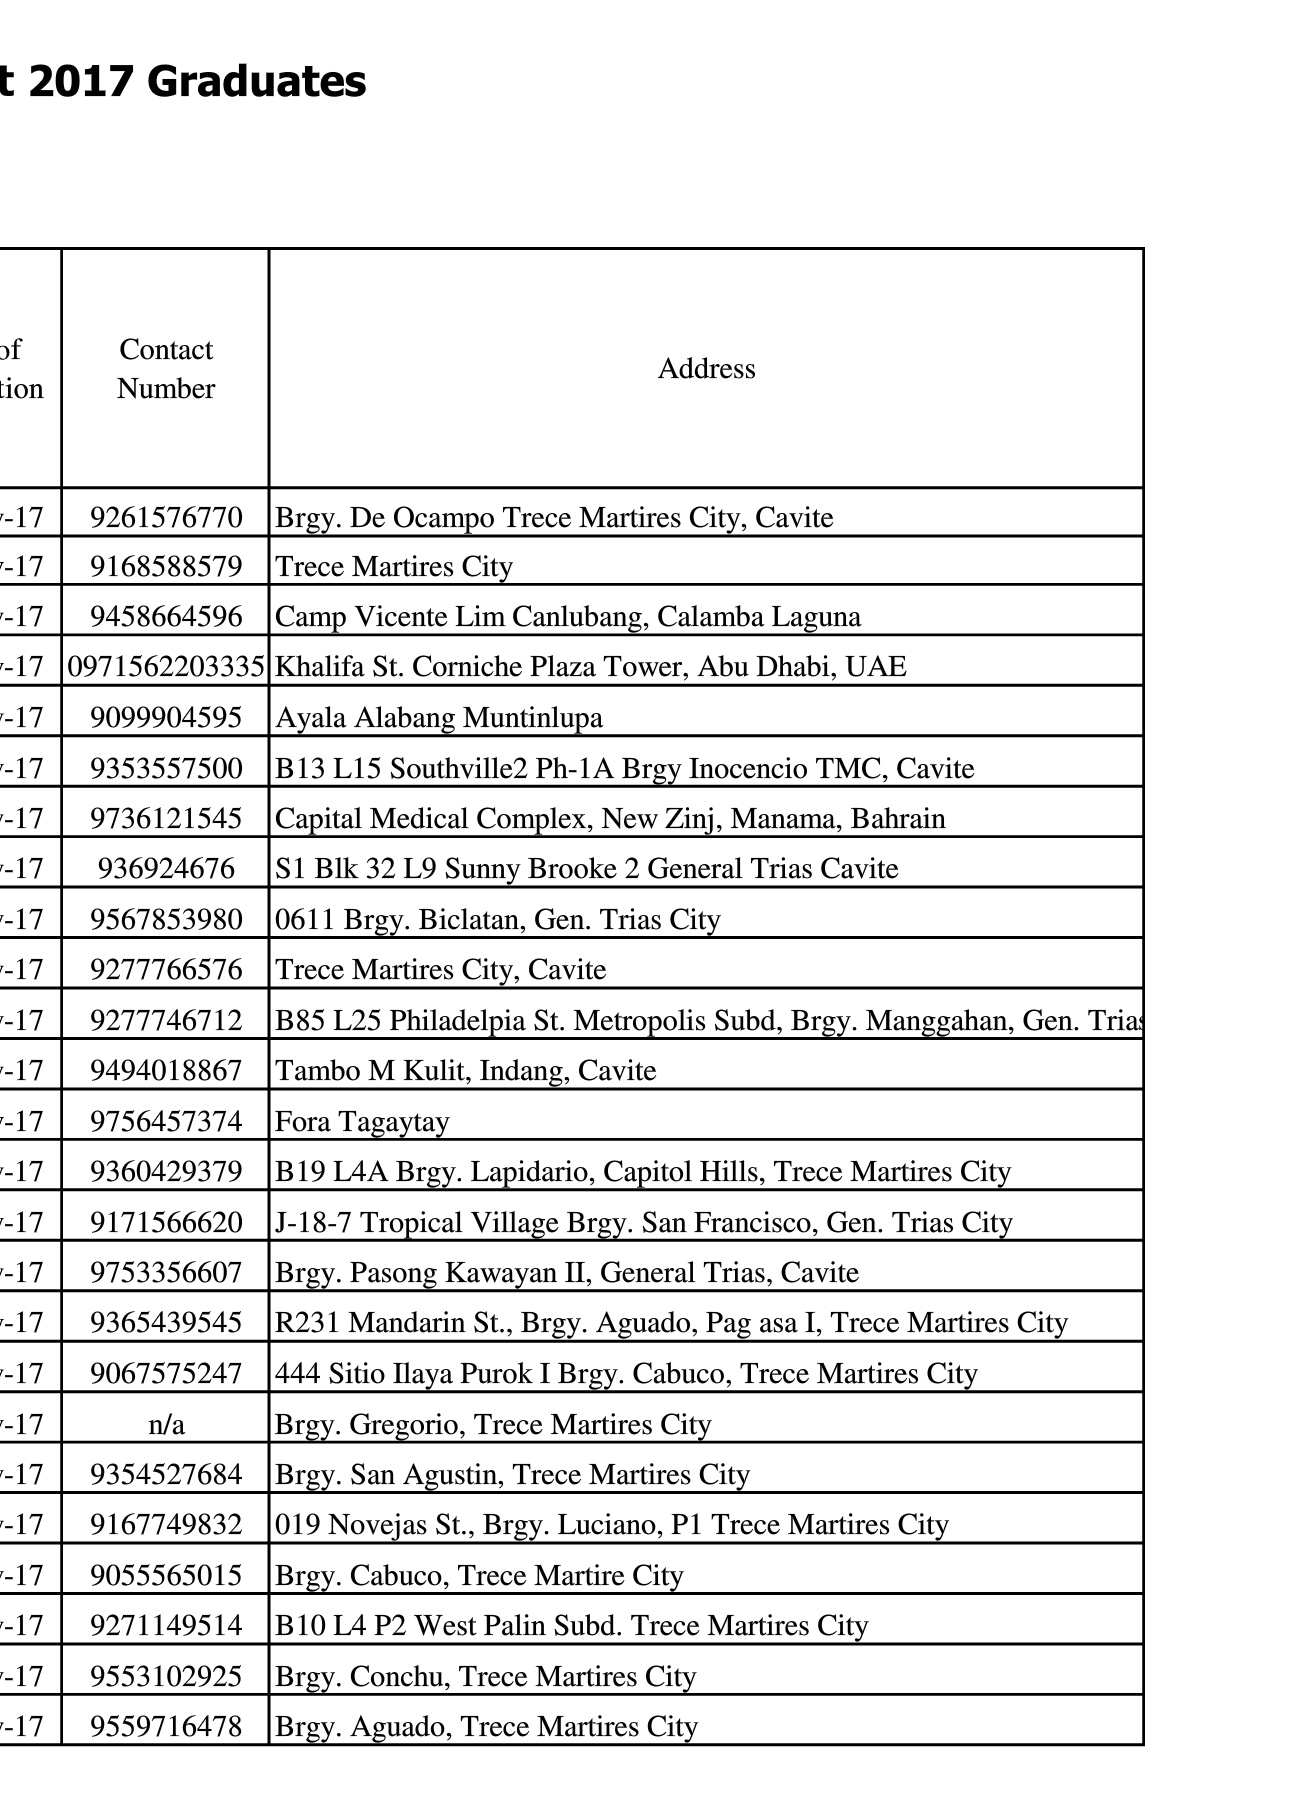 t 2017 Graduates
of
tion
Contact
Number
Address
-17 9261576770 Brgy. De Ocampo Trece Martires City, Cavite
-17 9168588579 Trece Martires City
-17 9458664596 Camp Vicente Lim Canlubang, Calamba Laguna
-17 0971562203335 Khalifa St. Corniche Plaza Tower, Abu Dhabi, UAE
-17 9099904595 Ayala Alabang Muntinlupa
-17 9353557500 B13 L15 Southville2 Ph-1A Brgy Inocencio TMC, Cavite
-17 9736121545 Capital Medical Complex, New Zinj, Manama, Bahrain
-17 936924676 S1 Blk 32 L9 Sunny Brooke 2 General Trias Cavite
-17 9567853980 0611 Brgy. Biclatan, Gen. Trias City
-17 9277766576 Trece Martires City, Cavite
-17 9277746712 B85 L25 Philadelpia St. Metropolis Subd, Brgy. Manggahan, Gen. Trias
-17 9494018867 Tambo M Kulit, Indang, Cavite
-17 9756457374 Fora Tagaytay
-17 9360429379 B19 L4A Brgy. Lapidario, Capitol Hills, Trece Martires City
-17 9171566620 J-18-7 Tropical Village Brgy. San Francisco, Gen. Trias City
-17 9753356607 Brgy. Pasong Kawayan II, General Trias, Cavite
-17 9365439545 R231 Mandarin St., Brgy. Aguado, Pag asa I, Trece Martires City
-17 9067575247 444 Sitio Ilaya Purok I Brgy. Cabuco, Trece Martires City
-17 n/a Brgy. Gregorio, Trece Martires City
-17 9354527684 Brgy. San Agustin, Trece Martires City
-17 9167749832 019 Novejas St., Brgy. Luciano, P1 Trece Martires City
-17 9055565015 Brgy. Cabuco, Trece Martire City
-17 9271149514 B10 L4 P2 West Palin Subd. Trece Martires City
-17 9553102925 Brgy. Conchu, Trece Martires City
-17 9559716478 Brgy. Aguado, Trece Martires City